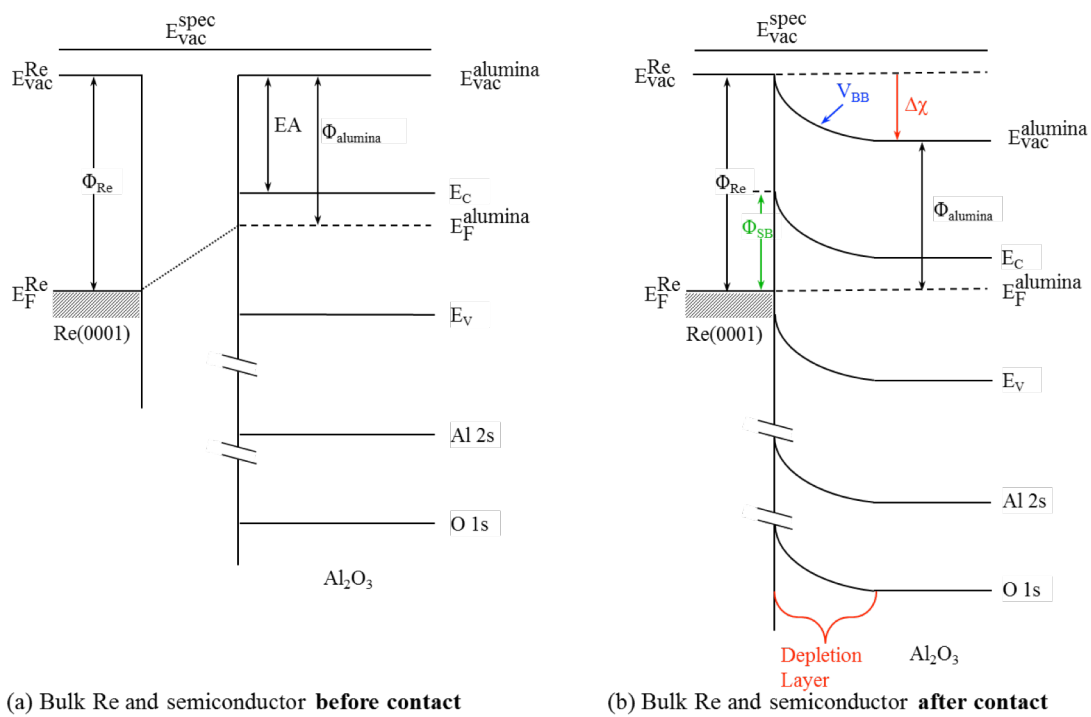 E_vac^spec
E_vac^Re
E_vac^alumina
EA
Φ_alumina
Φ_Re
E_C
E_F^alumina
E_F^Re
Re(0001)
E_V
Al 2s
O 1s
Al₂O₃
(a) Bulk Re and semiconductor before contact
E_vac^spec
E_vac^Re
V_BB
Δχ
E_vac^alumina
Φ_Re
Φ_alumina
Φ_SB
E_C
E_F^Re
E_F^alumina
Re(0001)
E_V
Al 2s
O 1s
Depletion
Layer
Al₂O₃
(b) Bulk Re and semiconductor after contact